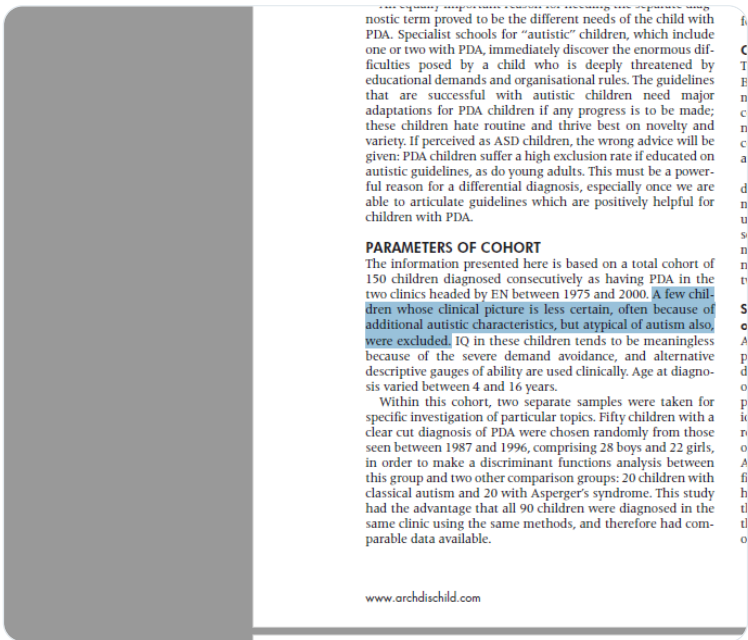 nostic term proved to be the different needs of the child with
PDA. Specialist schools for “autistic” children, which include
one or two with PDA, immediately discover the enormous dif-
ficulties posed by a child who is deeply threatened by
educational demands and organisational rules. The guidelines
that are successful with autistic children need major
adaptations for PDA children if any progress is to be made;
these children hate routine and thrive best on novelty and
variety. If perceived as ASD children, the wrong advice will be
given: PDA children suffer a high exclusion rate if educated on
autistic guidelines, as do young adults. This must be a power-
ful reason for a differential diagnosis, especially once we are
able to articulate guidelines which are positively helpful for
children with PDA.
PARAMETERS OF COHORT
The information presented here is based on a total cohort of
150 children diagnosed consecutively as having PDA in the
two clinics headed by EN between 1975 and 2000. A few chil-
dren whose clinical picture is less certain, often because of
additional autistic characteristics, but atypical of autism also,
were excluded. IQ in these children tends to be meaningless
because of the severe demand avoidance, and alternative
descriptive gauges of ability are used clinically. Age at diagno-
sis varied between 4 and 16 years.
Within this cohort, two separate samples were taken for
specific investigation of particular topics. Fifty children with a
clear cut diagnosis of PDA were chosen randomly from those
seen between 1987 and 1996, comprising 28 boys and 22 girls,
in order to make a discriminant functions analysis between
this group and two other comparison groups: 20 children with
classical autism and 20 with Asperger’s syndrome. This study
had the advantage that all 90 children were diagnosed in the
same clinic using the same methods, and therefore had com-
parable data available.
www.archdischild.com